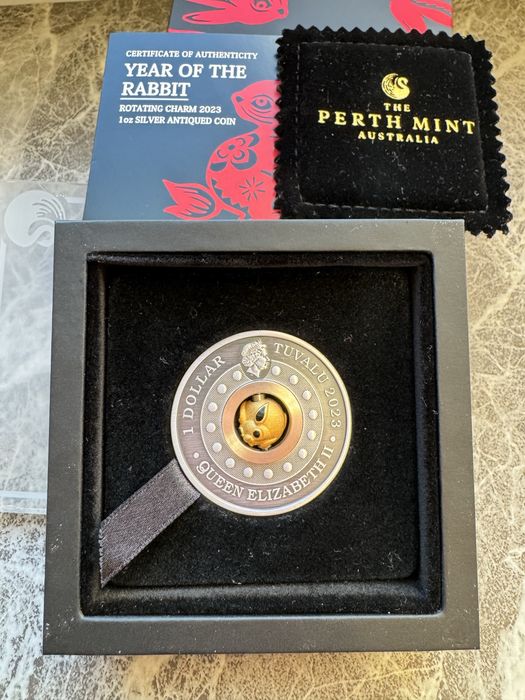 CERTIFICATE OF AUTHENTICITY
YEAR OF THE
RABBIT
ROTATING CHARM 2023
1oz SILVER ANTIQUED COIN
THE
PERTH MINT
AUSTRALIA
1 DOLLAR
TUVALU 2023
• QUEEN ELIZABETH II •